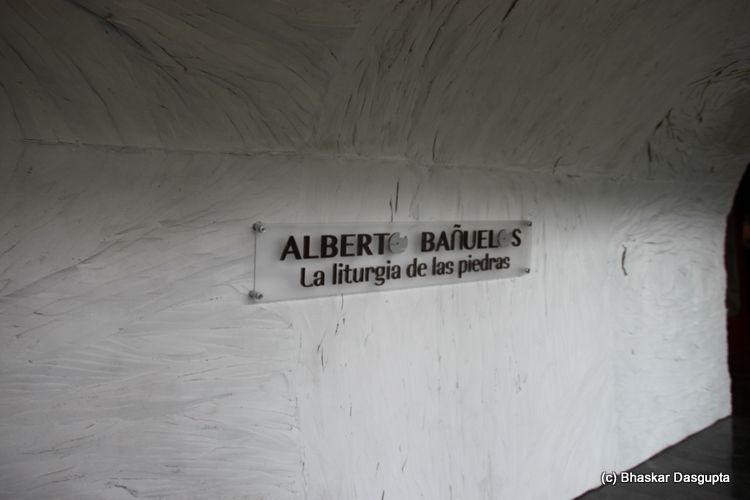 ALBERTO BAÑUELOS
La liturgia de las piedras
(c) Bhaskar Dasgupta